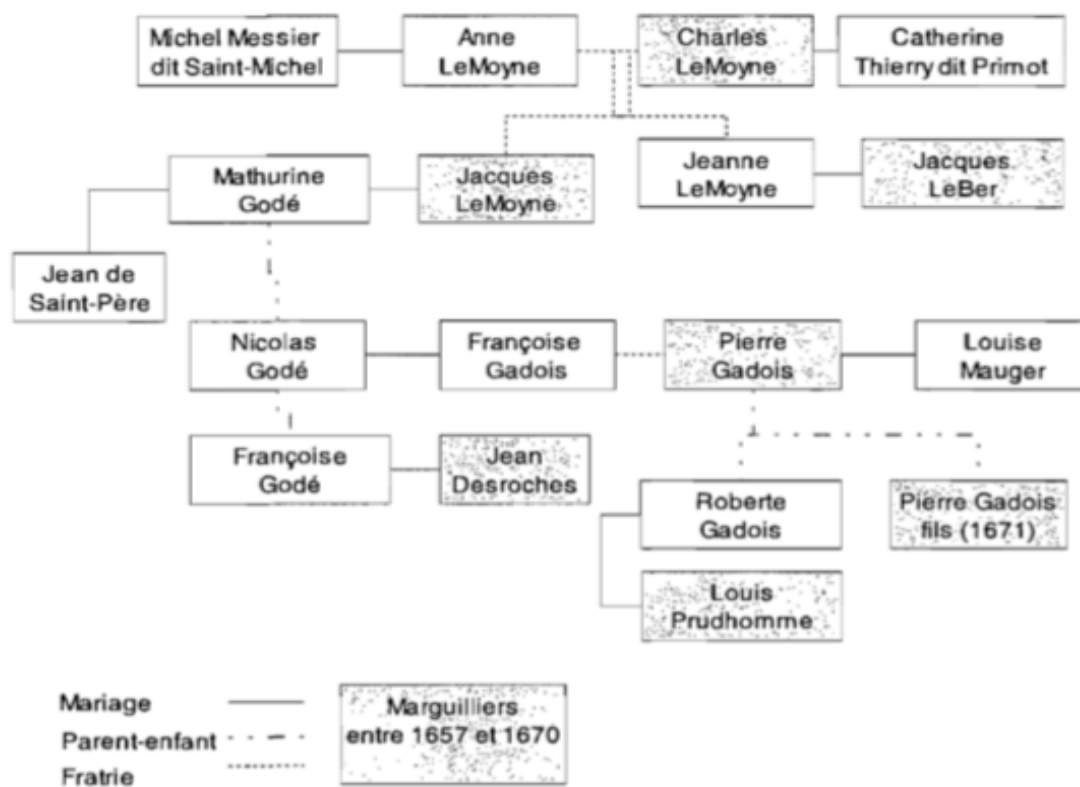 Michel Messier
dit Saint-Michel
Anne
LeMoyne
Charles
LeMoyne
Catherine
Thierry dit Primot
Mathurine
Godé
Jacques
LeMoyne
Jeanne
LeMoyne
Jacques
LeBer
Jean de
Saint-Père
Nicolas
Godé
Françoise
Gadois
Pierre
Gadois
Louise
Mauger
Françoise
Godé
Jean
Desroches
Roberte
Gadois
Pierre Gadois
fils (1671)
Louis
Prudhomme
Mariage
Parent-enfant
Fratrie
Marguilliers
entre 1657 et 1670